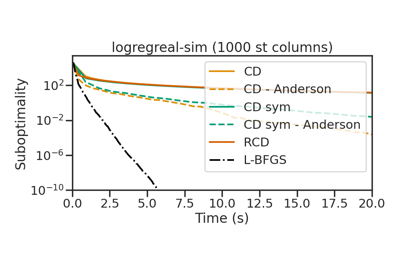 logregreal-sim (1000 st columns)
Suboptimality
10²
10⁻²
10⁻⁶
10⁻¹⁰
CD
CD - Anderson
CD sym
CD sym - Anderson
RCD
L-BFGS
0.0 2.5 5.0 7.5 10.0 12.5 15.0 17.5 20.0
Time (s)